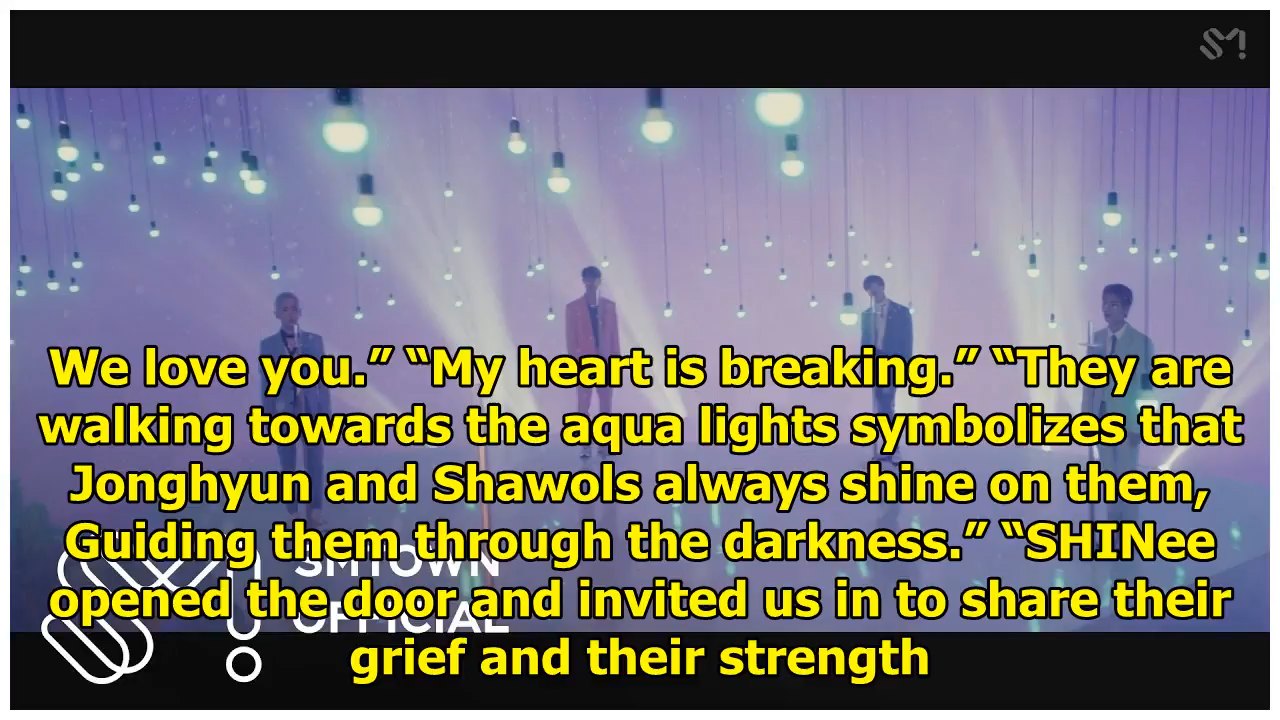 SM!
We love you.” “My heart is breaking.” “They are
walking towards the aqua lights symbolizes that
Jonghyun and Shawols always shine on them,
Guiding them through the darkness.” “SHINee
opened the door and invited us in to share their
grief and their strength
SMTOWN
OFFICIAL